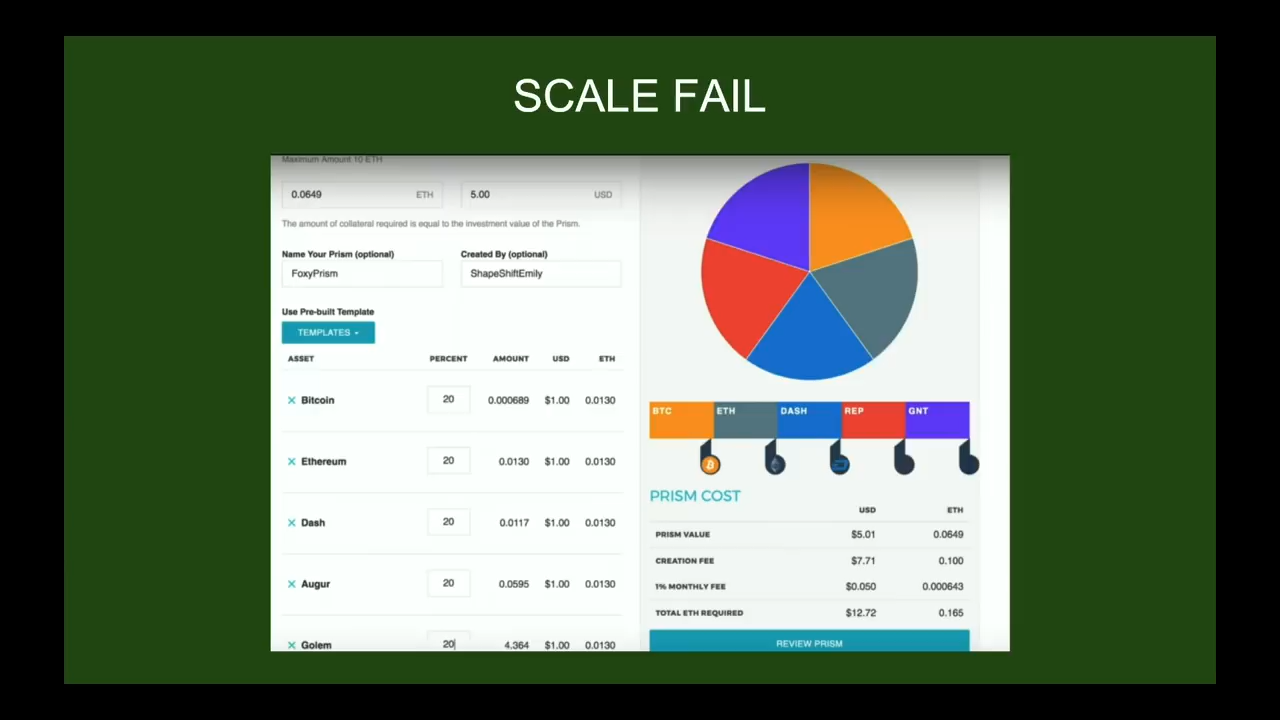 SCALE FAIL
Maximum Amount 10 ETH
0.0649 ETH 5.00 USD
The amount of collateral required is equal to the investment value of the Prism.
Name Your Prism (optional) Created By (optional)
FoxyPrism ShapeShiftEmily
Use Pre-built Template
TEMPLATES
ASSET PERCENT AMOUNT USD ETH
× Bitcoin 20 0.000689 $1.00 0.0130
× Ethereum 20 0.0130 $1.00 0.0130
× Dash 20 0.0117 $1.00 0.0130
× Augur 20 0.0595 $1.00 0.0130
× Golem 20 4.364 $1.00 0.0130
BTC ETH DASH REP GNT
PRISM COST
USD ETH
PRISM VALUE $5.01 0.0649
CREATION FEE $7.71 0.100
1% MONTHLY FEE $0.050 0.000643
TOTAL ETH REQUIRED $12.72 0.165
REVIEW PRISM